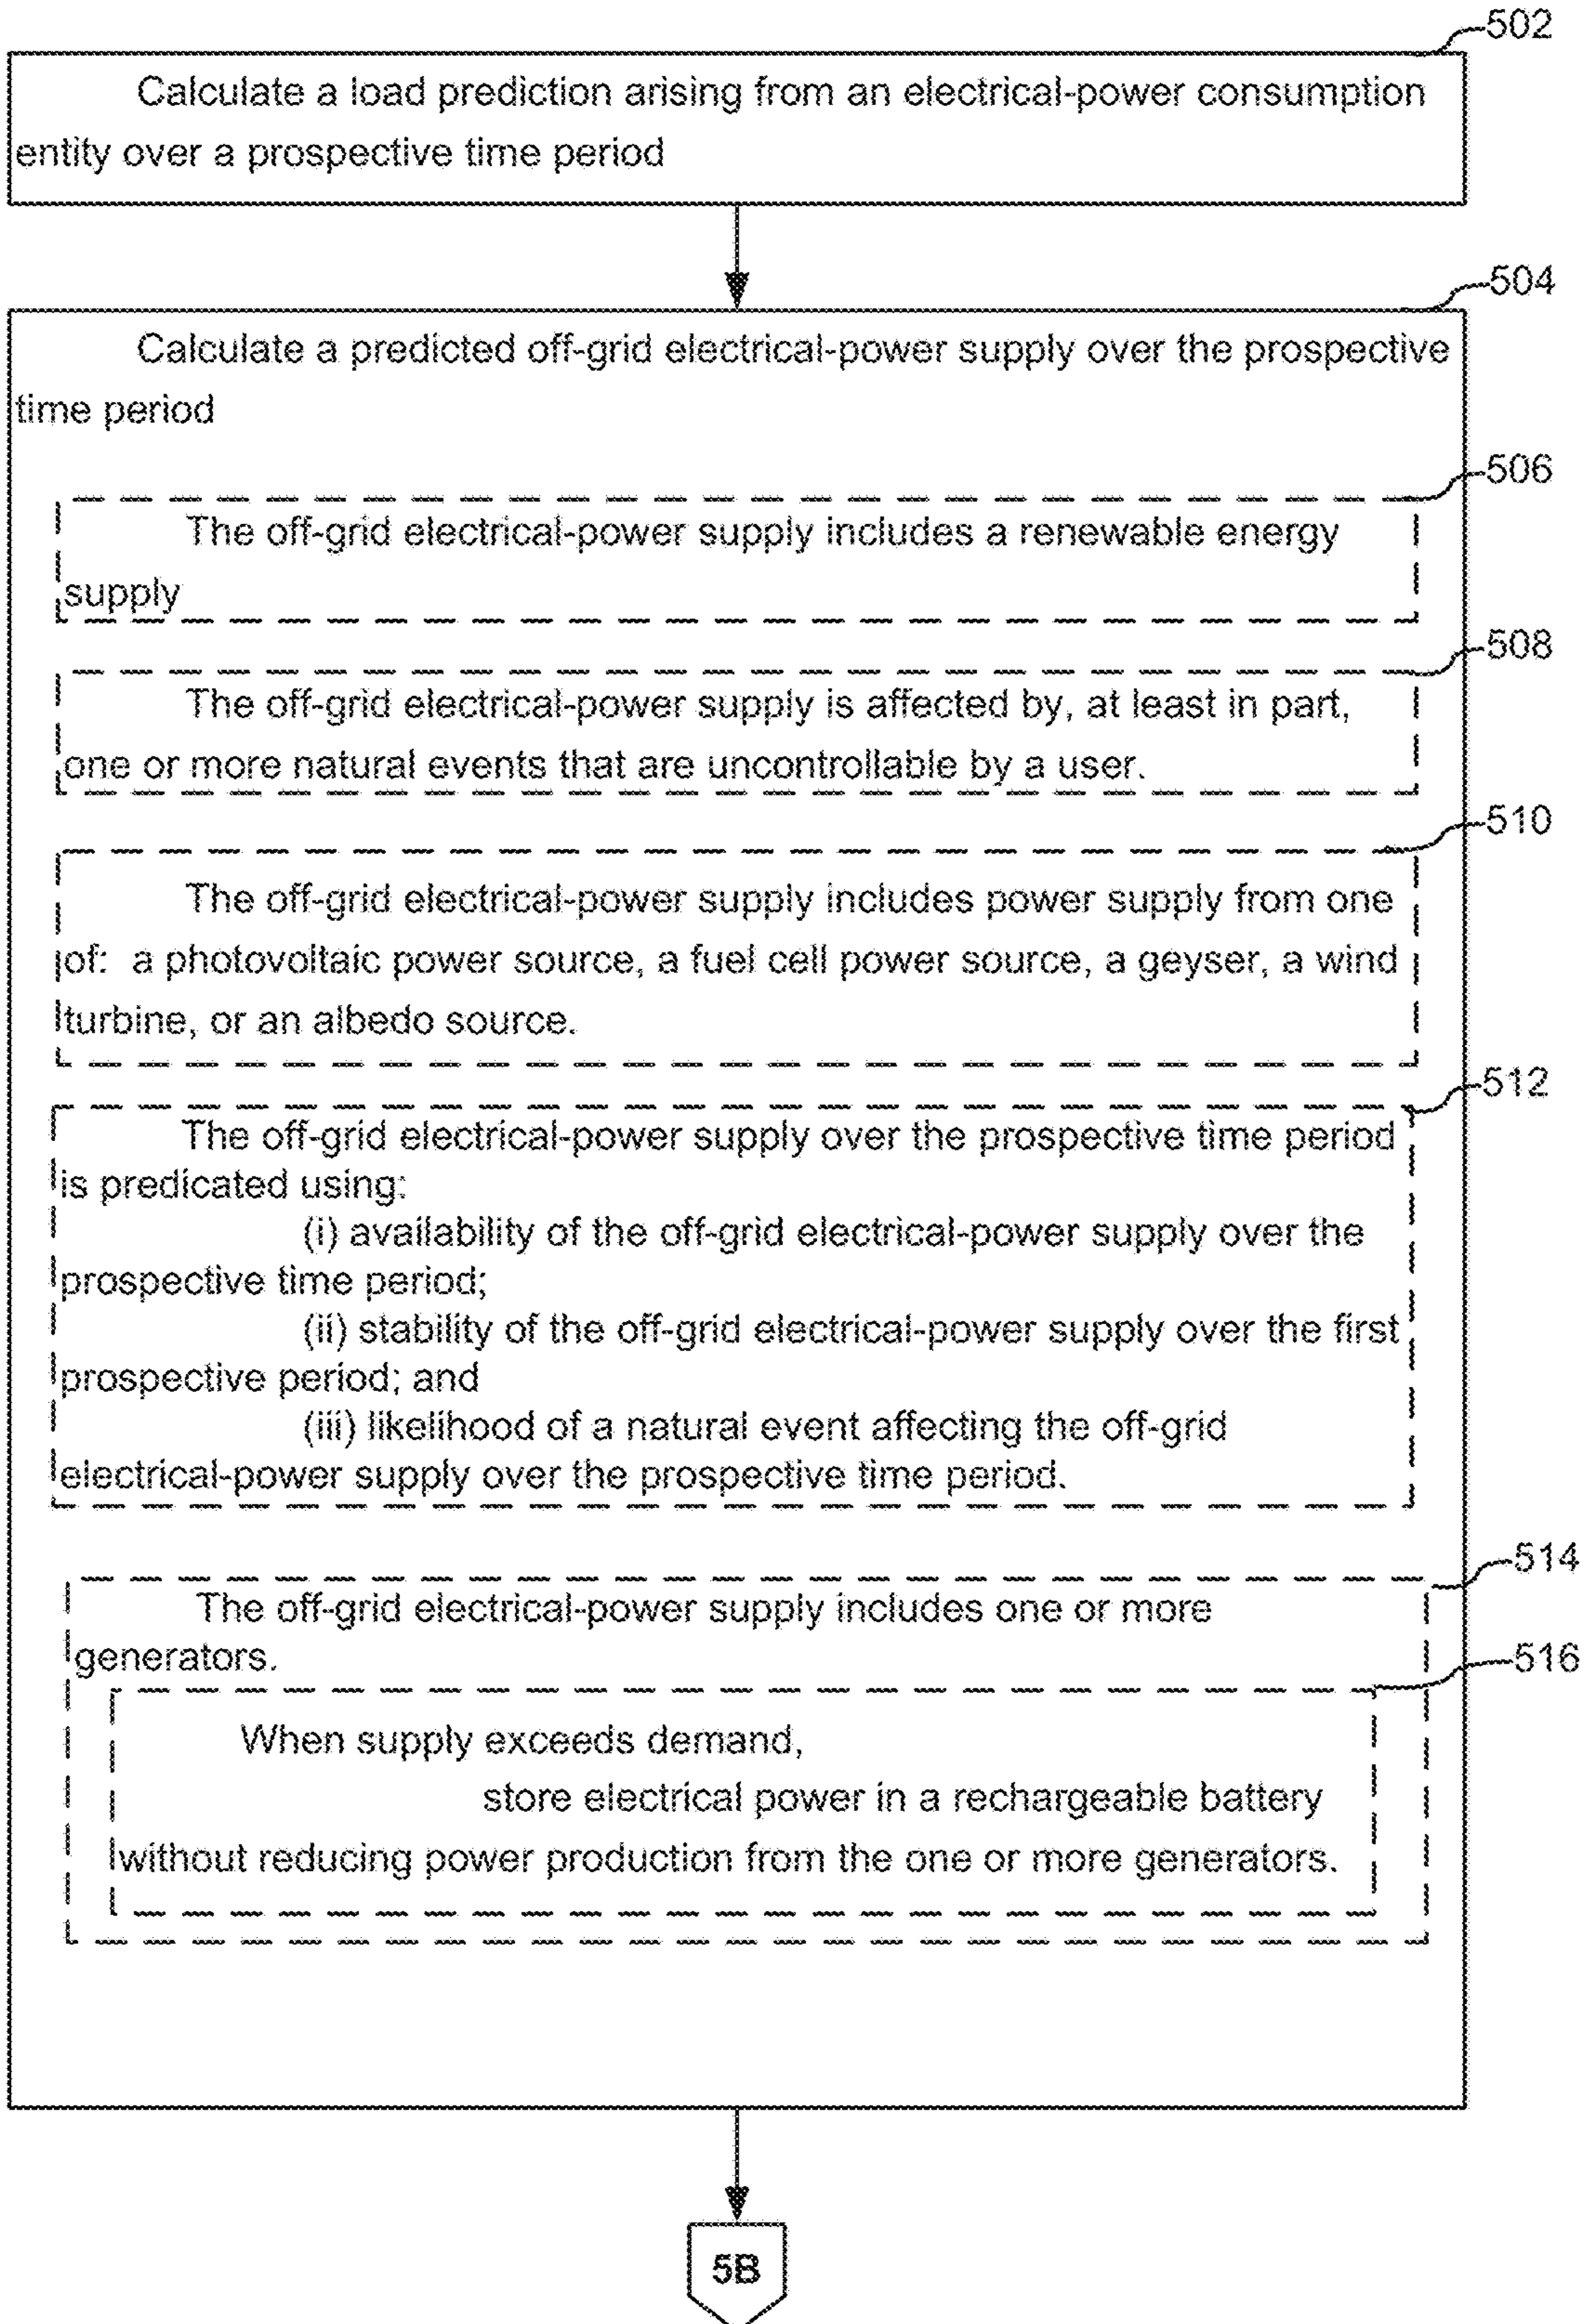 502
Calculate a load prediction arising from an electrical-power consumption
entity over a prospective time period
504
Calculate a predicted off-grid electrical-power supply over the prospective
time period
506
The off-grid electrical-power supply includes a renewable energy
supply
508
The off-grid electrical-power supply is affected by, at least in part,
one or more natural events that are uncontrollable by a user.
510
The off-grid electrical-power supply includes power supply from one
of: a photovoltaic power source, a fuel cell power source, a geyser, a wind
turbine, or an albedo source.
512
The off-grid electrical-power supply over the prospective time period
is predicated using:
(i) availability of the off-grid electrical-power supply over the
prospective time period;
(ii) stability of the off-grid electrical-power supply over the first
prospective period; and
(iii) likelihood of a natural event affecting the off-grid
electrical-power supply over the prospective time period.
514
The off-grid electrical-power supply includes one or more
generators.
516
When supply exceeds demand,
store electrical power in a rechargeable battery
without reducing power production from the one or more generators.
5B